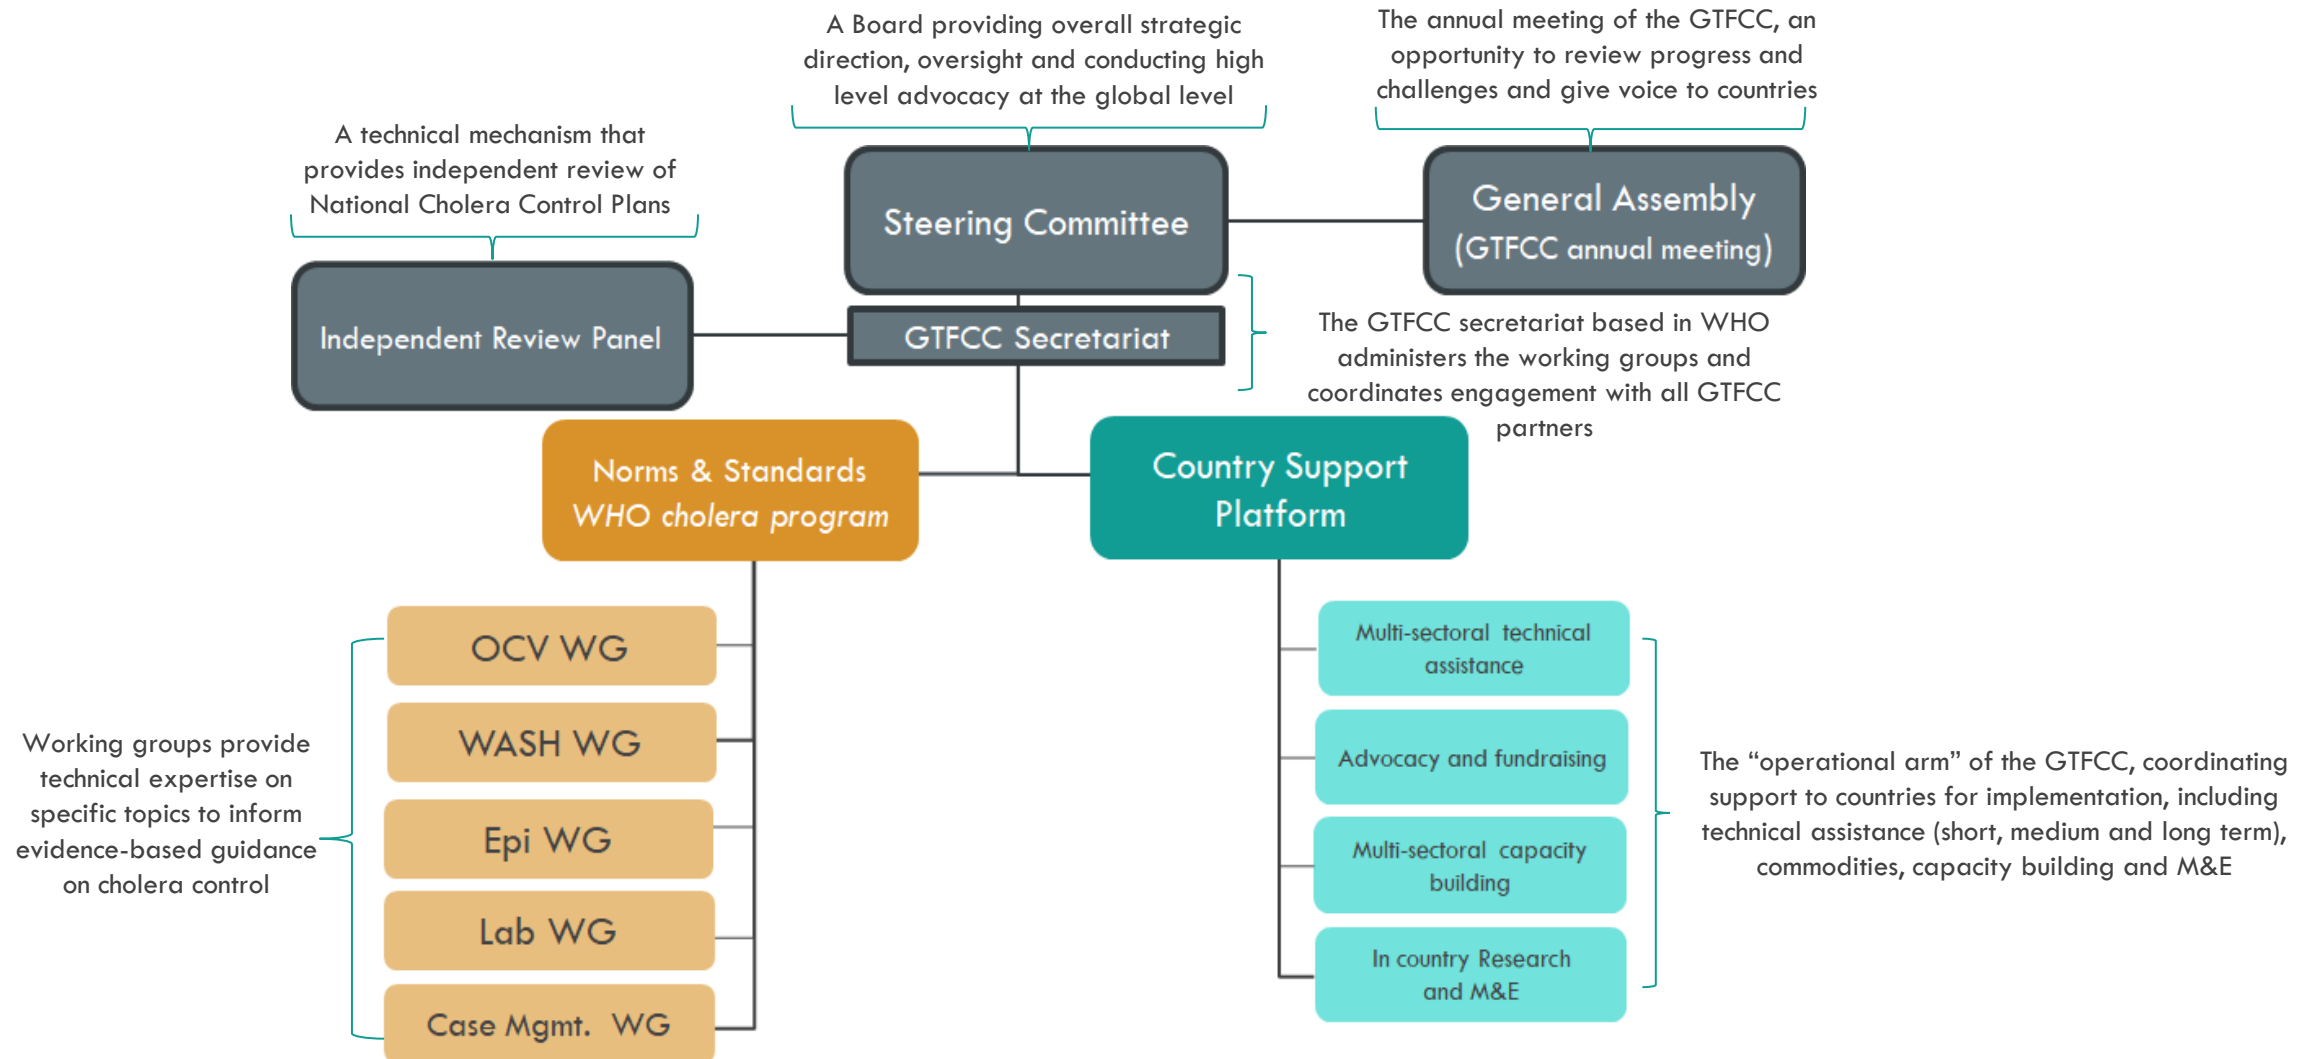 A Board providing overall strategic
direction, oversight and conducting high
level advocacy at the global level
The annual meeting of the GTFCC, an
opportunity to review progress and
challenges and give voice to countries
A technical mechanism that
provides independent review of
National Cholera Control Plans
Steering Committee
General Assembly
(GTFCC annual meeting)
Independent Review Panel
GTFCC Secretariat
The GTFCC secretariat based in WHO
administers the working groups and
coordinates engagement with all GTFCC
partners
Norms & Standards
WHO cholera program
Country Support
Platform
OCV WG
WASH WG
Epi WG
Lab WG
Case Mgmt. WG
Working groups provide
technical expertise on
specific topics to inform
evidence-based guidance
on cholera control
Multi-sectoral technical
assistance
Advocacy and fundraising
Multi-sectoral capacity
building
In country Research
and M&E
The “operational arm” of the GTFCC, coordinating
support to countries for implementation, including
technical assistance (short, medium and long term),
commodities, capacity building and M&E